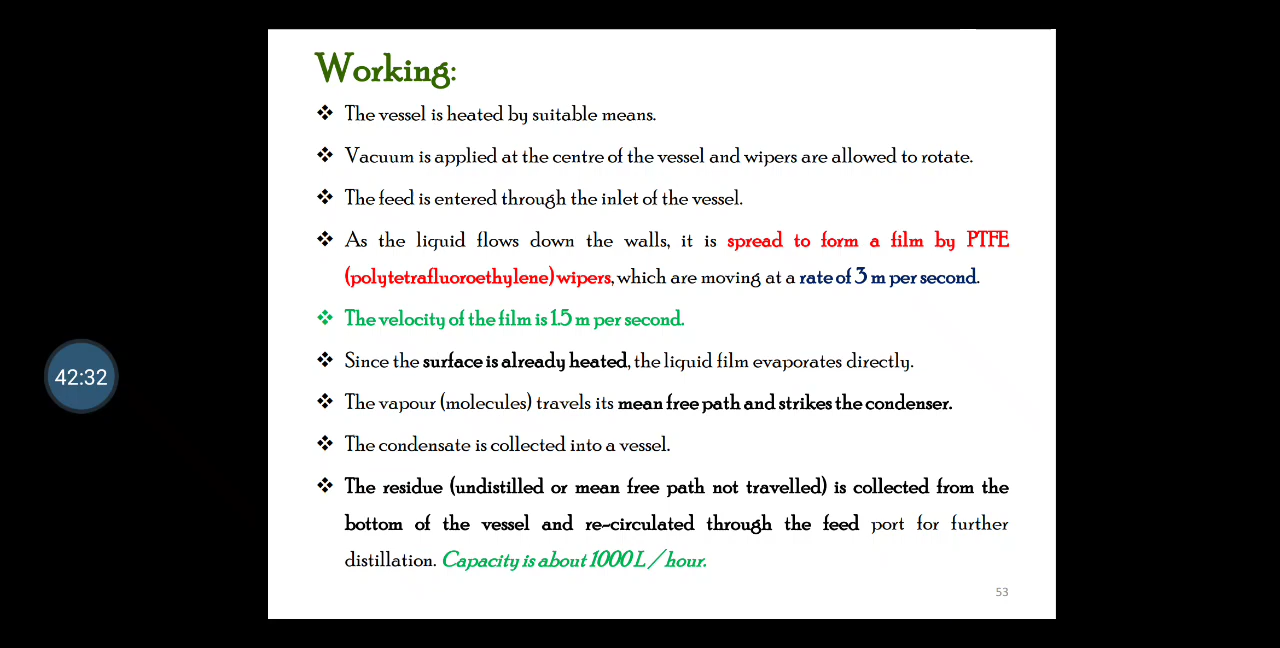 Working:
❖ The vessel is heated by suitable means.
❖ Vacuum is applied at the centre of the vessel and wipers are allowed to rotate.
❖ The feed is entered through the inlet of the vessel.
❖ As the liquid flows down the walls, it is spread to form a film by PTFE
(polytetrafluoroethylene) wipers, which are moving at a rate of 3 m per second.
❖ The velocity of the film is 1.5 m per second.
❖ Since the surface is already heated, the liquid film evaporates directly.
❖ The vapour (molecules) travels its mean free path and strikes the condenser.
❖ The condensate is collected into a vessel.
❖ The residue (undistilled or mean free path not travelled) is collected from the
bottom of the vessel and re-circulated through the feed port for further
distillation. Capacity is about 1000 L / hour.
53
42:32